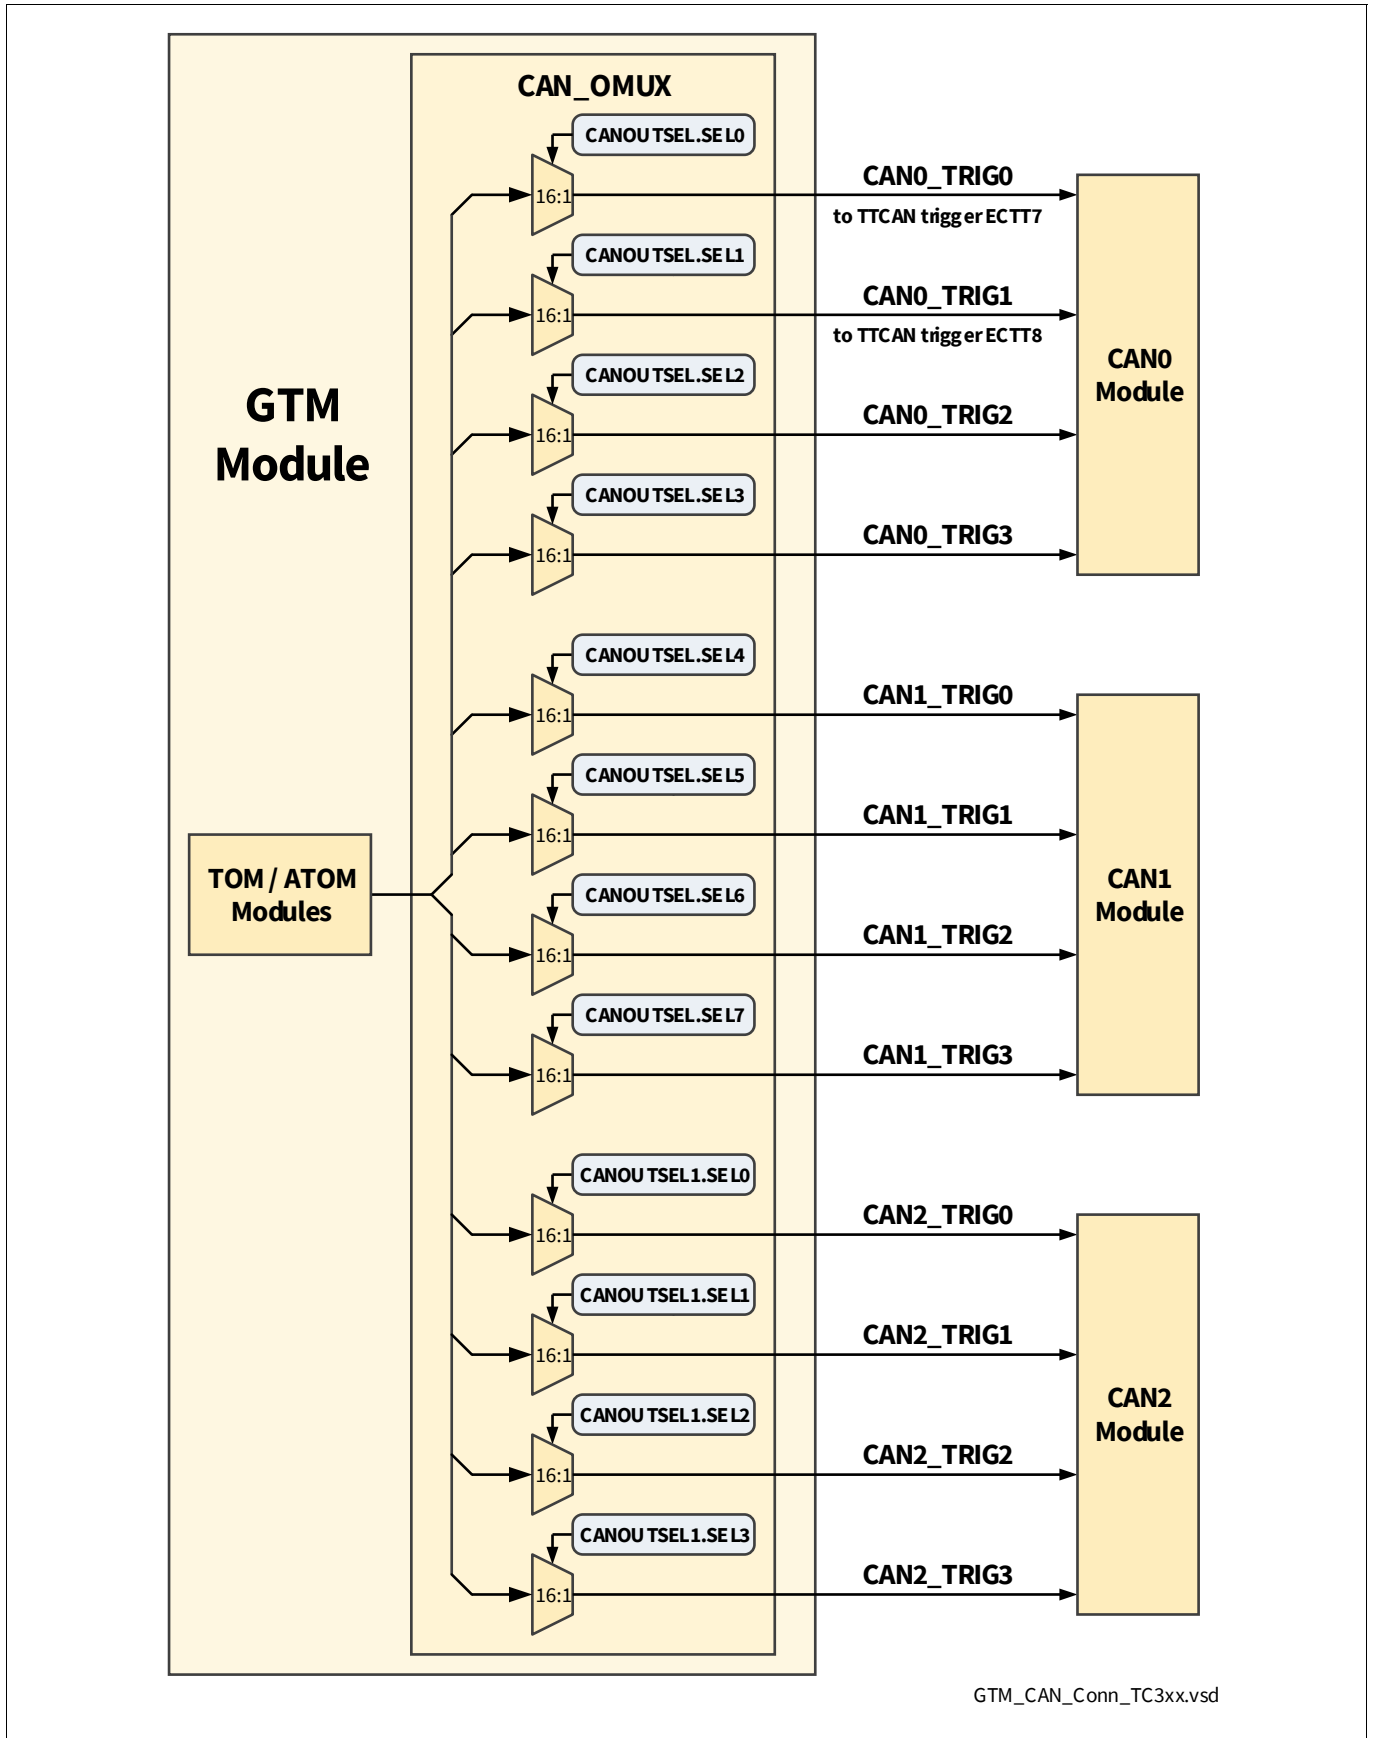 CAN_OMUX
CANOUTSEL.SEL0
16:1
CAN0_TRIG0
to TTCAN trigger ECTT7
CANOUTSEL.SEL1
16:1
CAN0_TRIG1
to TTCAN trigger ECTT8
CANOUTSEL.SEL2
16:1
CAN0_TRIG2
CANOUTSEL.SEL3
16:1
CAN0_TRIG3
CAN0
Module
GTM
Module
CANOUTSEL.SEL4
16:1
CAN1_TRIG0
CANOUTSEL.SEL5
16:1
CAN1_TRIG1
CANOUTSEL.SEL6
16:1
CAN1_TRIG2
CANOUTSEL.SEL7
16:1
CAN1_TRIG3
TOM / ATOM
Modules
CAN1
Module
CANOUTSEL1.SEL0
16:1
CAN2_TRIG0
CANOUTSEL1.SEL1
16:1
CAN2_TRIG1
CANOUTSEL1.SEL2
16:1
CAN2_TRIG2
CANOUTSEL1.SEL3
16:1
CAN2_TRIG3
CAN2
Module
GTM_CAN_Conn_TC3xx.vsd